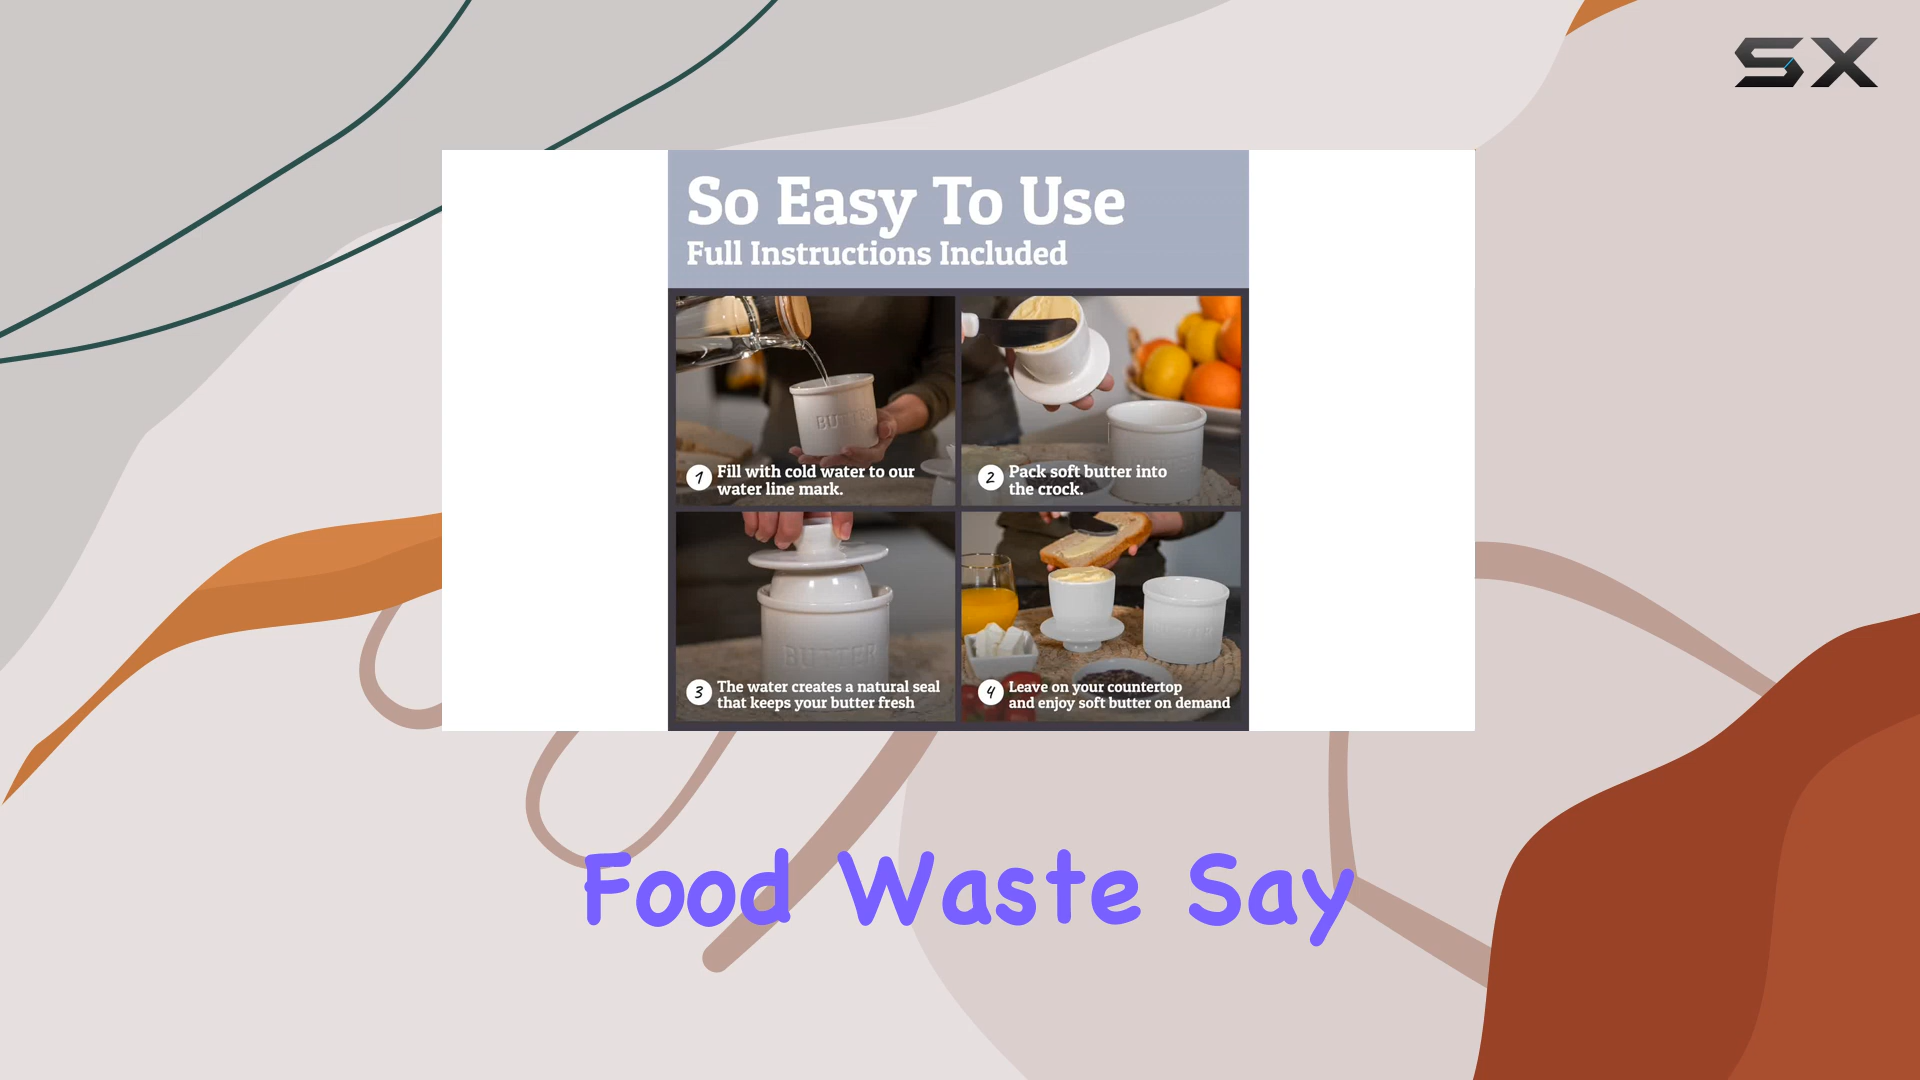 SX
So Easy To Use
Full Instructions Included
BUTTER
1 Fill with cold water to our
water line mark.
2 Pack soft butter into
the crock.
BUTTER
3 The water creates a natural seal
that keeps your butter fresh
4 Leave on your countertop
and enjoy soft butter on demand
Food Waste Say